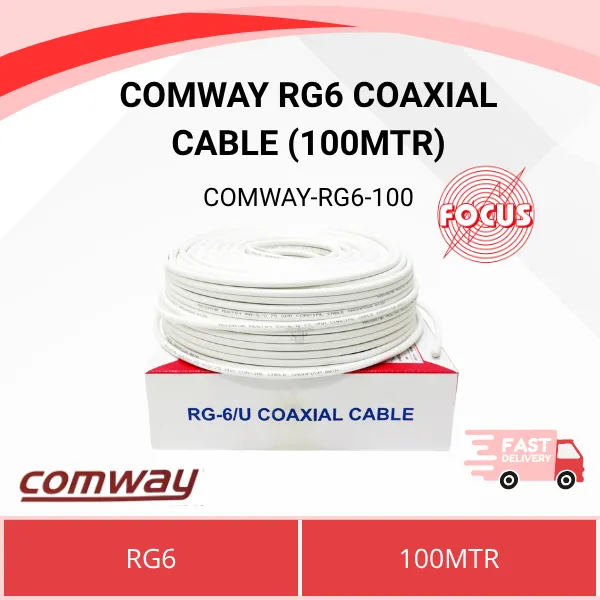 COMWAY RG6 COAXIAL
CABLE (100MTR)
COMWAY-RG6-100
FOCUS
RG-6/U COAXIAL CABLE
FAST
DELIVERY
comway
RG6
100MTR